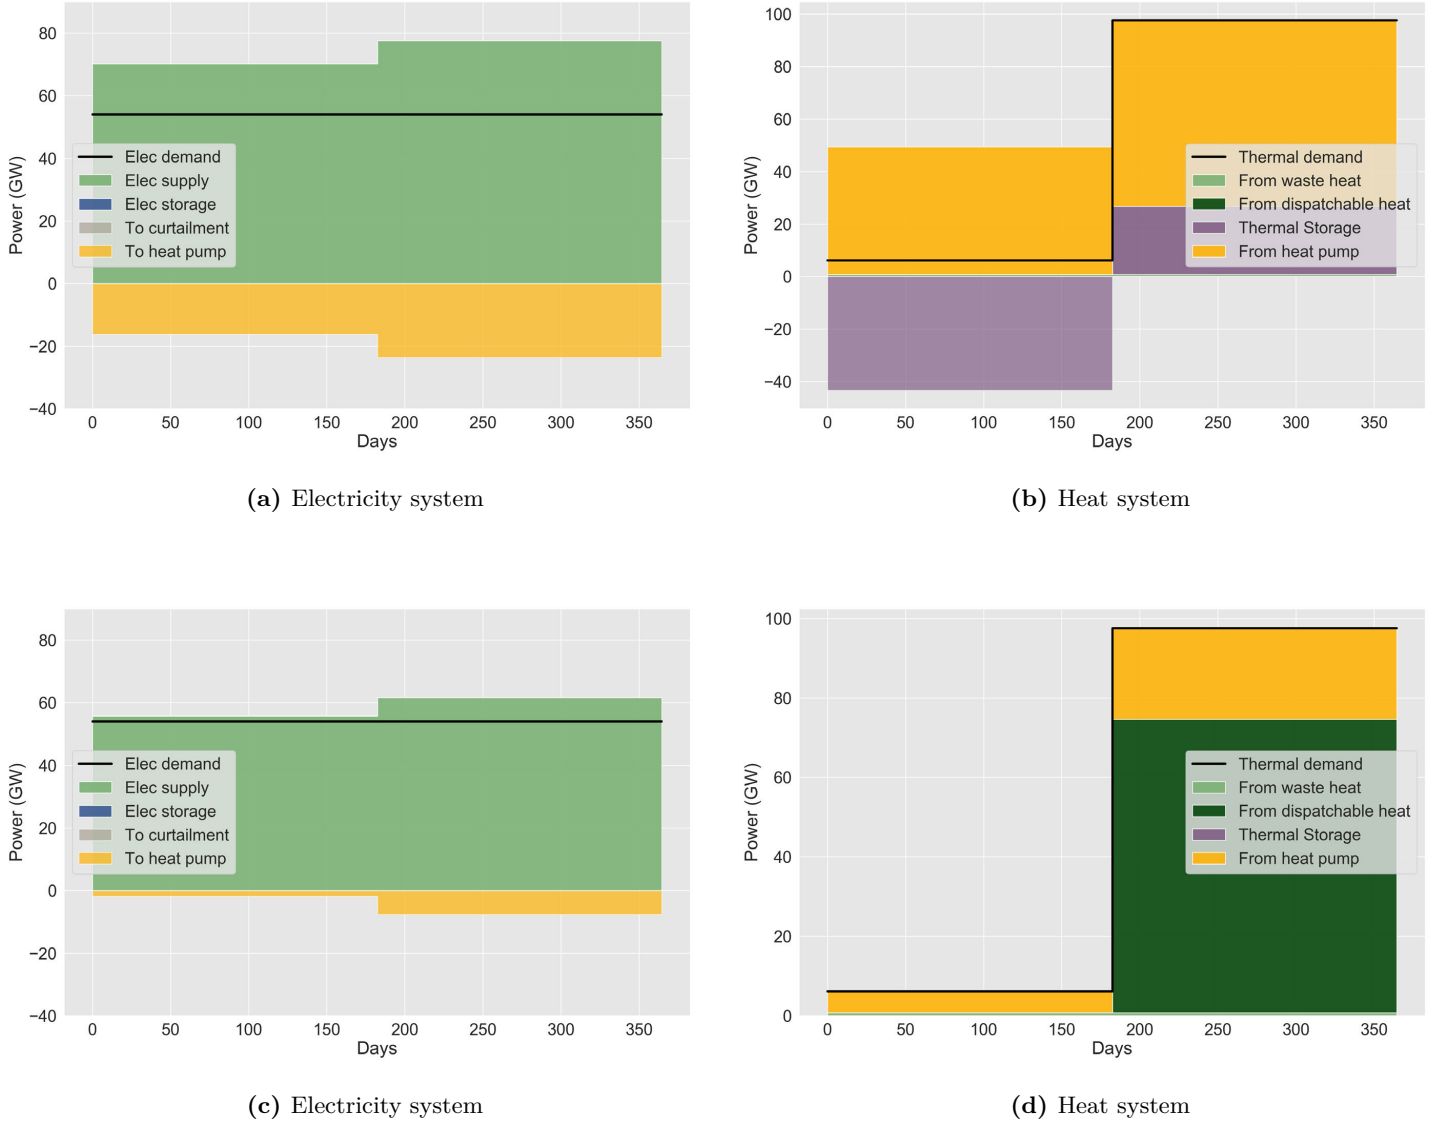 80
60
40
20
0
−20
−40
Power (GW)
Elec demand
Elec supply
Elec storage
To curtailment
To heat pump
0 50 100 150 200 250 300 350
Days
(a) Electricity system
100
80
60
40
20
0
−20
−40
Power (GW)
Thermal demand
From waste heat
From dispatchable heat
Thermal Storage
From heat pump
0 50 100 150 200 250 300 350
Days
(b) Heat system
80
60
40
20
0
−20
−40
Power (GW)
Elec demand
Elec supply
Elec storage
To curtailment
To heat pump
0 50 100 150 200 250 300 350
Days
(c) Electricity system
100
80
60
40
20
0
Power (GW)
Thermal demand
From waste heat
From dispatchable heat
Thermal Storage
From heat pump
0 50 100 150 200 250 300 350
Days
(d) Heat system